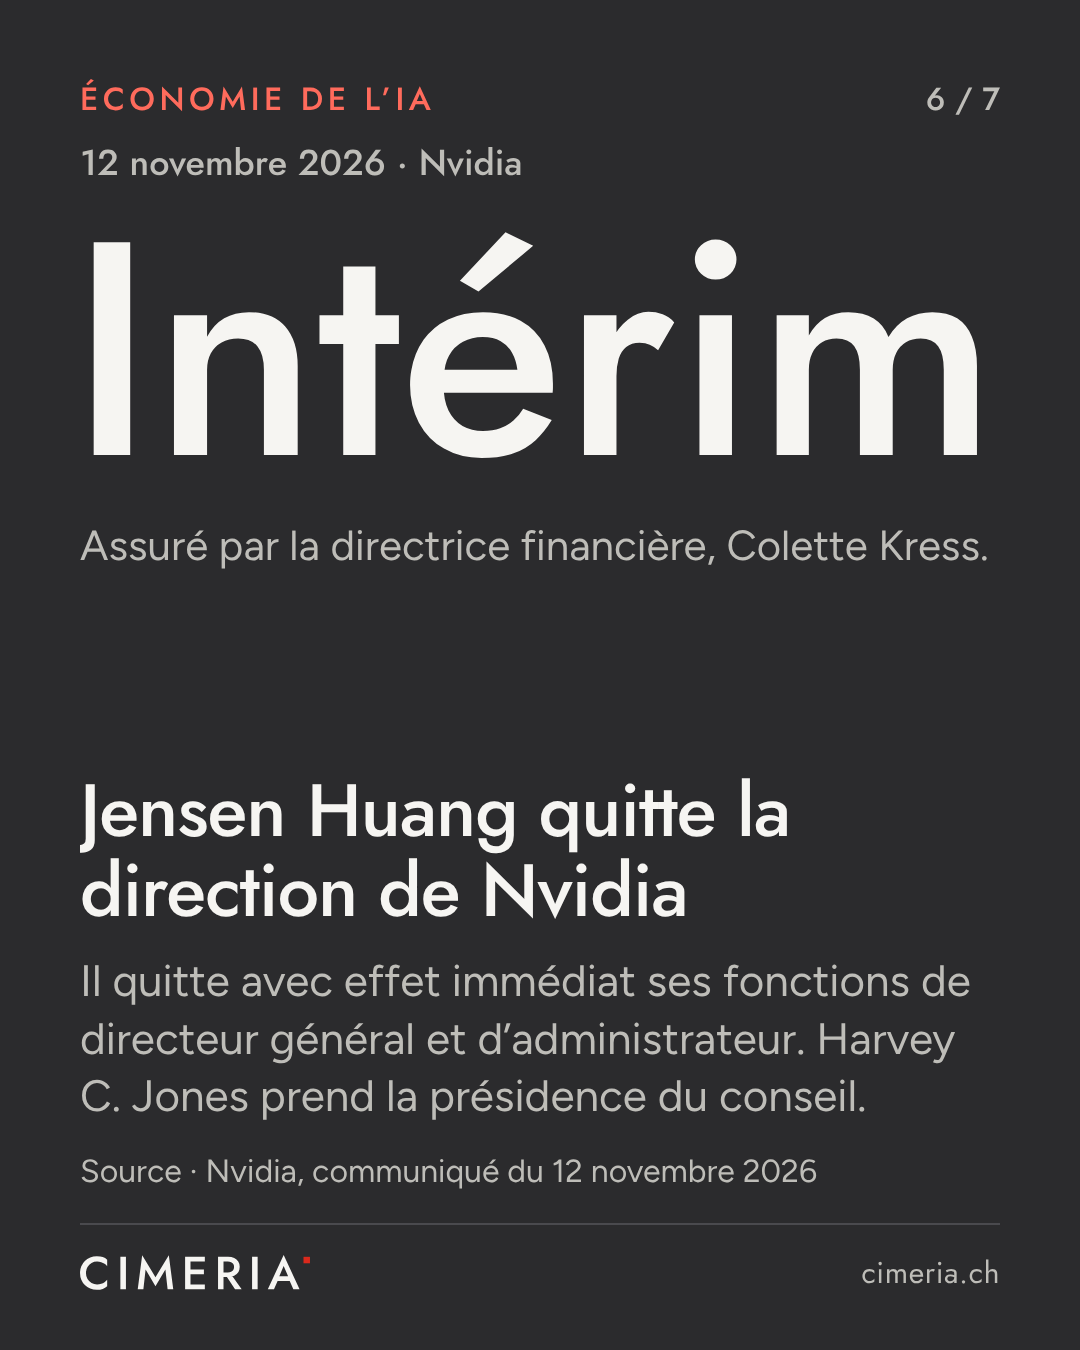 ÉCONOMIE DE L’IA
6 / 7
12 novembre 2026 · Nvidia
Intérim
Assuré par la directrice financière, Colette Kress.
Jensen Huang quitte la
direction de Nvidia
Il quitte avec effet immédiat ses fonctions de
directeur général et d’administrateur. Harvey
C. Jones prend la présidence du conseil.
Source · Nvidia, communiqué du 12 novembre 2026
CIMERIA
cimeria.ch